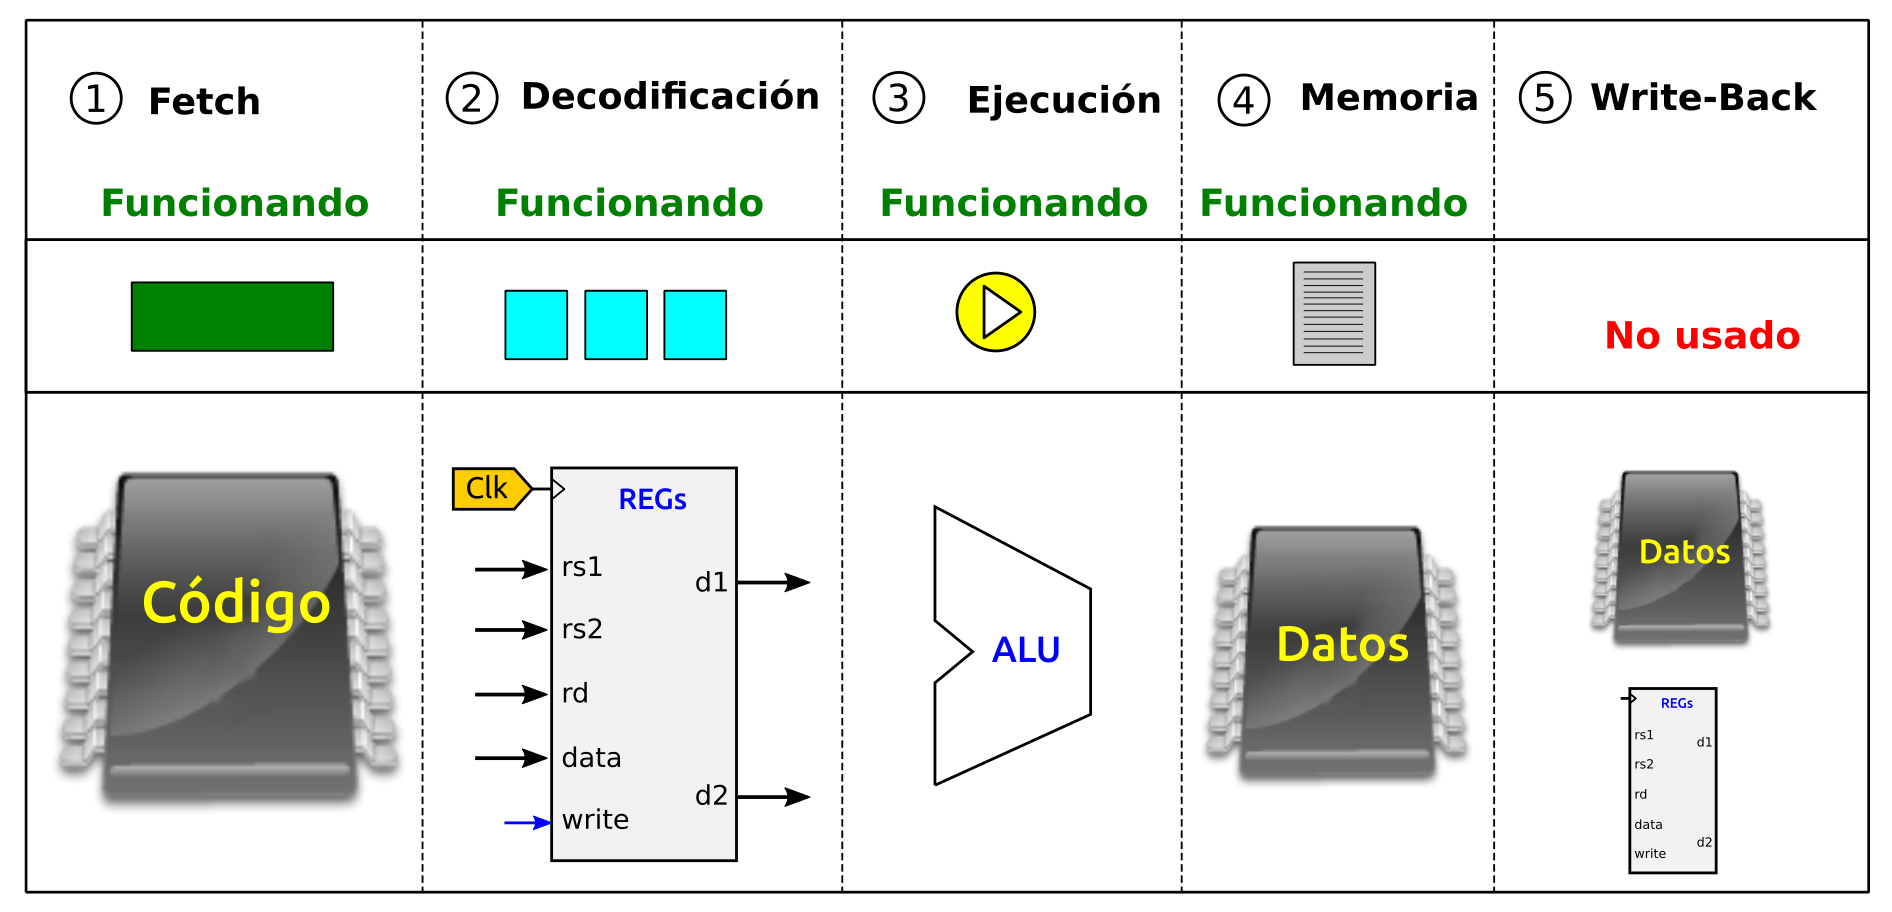 1 Fetch
2 Decodificación
3 Ejecución
4 Memoria
5 Write-Back
Funcionando
Funcionando
Funcionando
Funcionando
No usado
Código
Clk
REGs
rs1
d1
rs2
rd
data
d2
write
ALU
Datos
Datos
REGs
rs1
d1
rs2
rd
data
d2
write